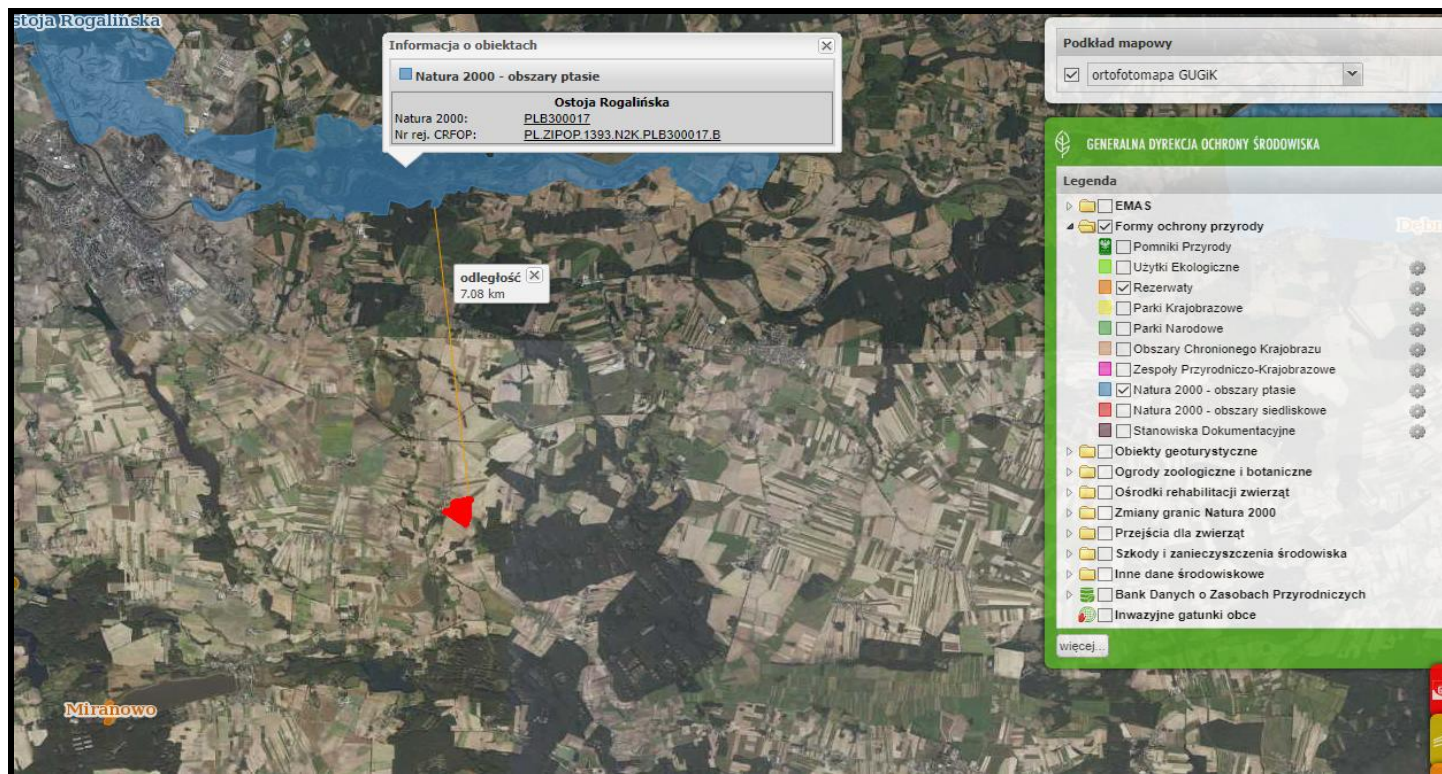 stoja Rogalińska
Informacja o obiektach
Natura 2000 - obszary ptasie
Ostoja Rogalińska
Natura 2000: PLB300017
Nr rej. CRFOP: PL.ZIPOP.1393.N2K.PLB300017.B
odległość
7.08 km
Miranowo
Podkład mapowy
ortofotomapa GUGiK
GENERALNA DYREKCJA OCHRONY ŚRODOWISKA
Legenda
EMAS
Formy ochrony przyrody
Pomniki Przyrody
Użytki Ekologiczne
Rezerwaty
Parki Krajobrazowe
Parki Narodowe
Obszary Chronionego Krajobrazu
Zespoły Przyrodniczo-Krajobrazowe
Natura 2000 - obszary ptasie
Natura 2000 - obszary siedliskowe
Stanowiska Dokumentacyjne
Obiekty geoturystyczne
Ogrody zoologiczne i botaniczne
Ośrodki rehabilitacji zwierząt
Zmiany granic Natura 2000
Przejścia dla zwierząt
Szkody i zanieczyszczenia środowiska
Inne dane środowiskowe
Bank Danych o Zasobach Przyrodniczych
Inwazyjne gatunki obce
więcej...